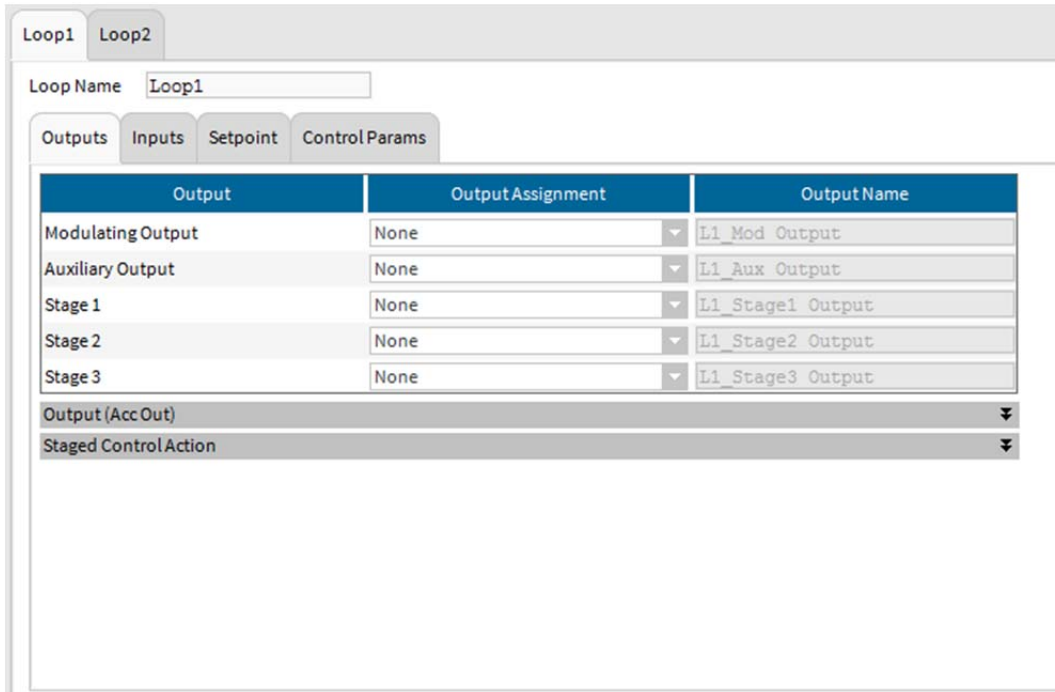 Loop1 Loop2
Loop Name Loop1
Outputs Inputs Setpoint Control Params
Output Output Assignment Output Name
Modulating Output None L1_Mod Output
Auxiliary Output None L1_Aux Output
Stage 1 None L1_Stage1 Output
Stage 2 None L1_Stage2 Output
Stage 3 None L1_Stage3 Output
Output (Acc Out)
Staged Control Action